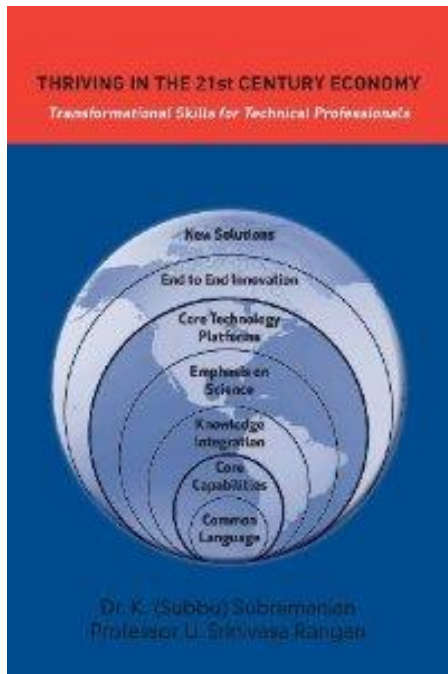 THRIVING IN THE 21st CENTURY ECONOMY
Transformational Skills for Technical Professionals
New Solutions
End to End Innovation
Core Technology
Platforms
Emphasis on
Science
Knowledge
Integration
Core
Capabilities
Common
Language
Dr. K. (Subbu) Subramanian
Professor U. Srinivasa Rangan